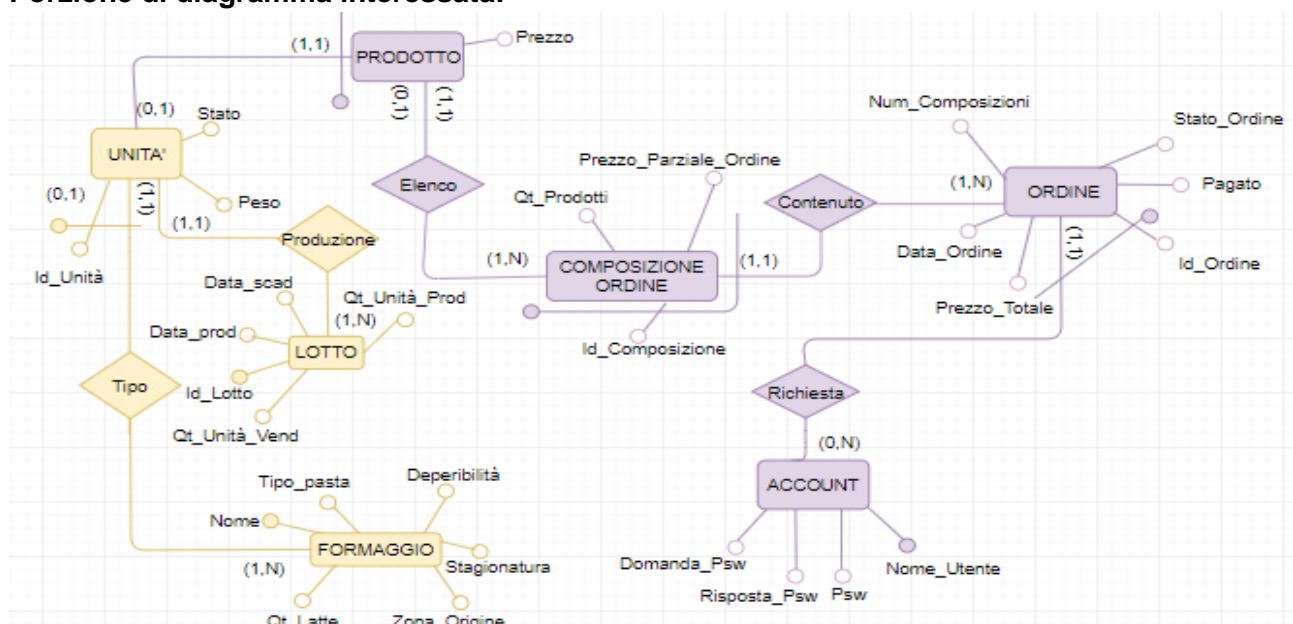 Porzione di diagramma interessata:
(1,1)
PRODOTTO
Prezzo
(0,1)
(1,1)
(0,1)
Stato
UNITA'
(0,1)
(1,1)
(1,1)
Peso
Id_Unità
Produzione
Elenco
Qt_Prodotti
Prezzo_Parziale_Ordine
Contenuto
Num_Composizioni
Stato_Ordine
(1,N)
ORDINE
Pagato
Data_Ordine
(1,1)
Id_Ordine
Prezzo_Totale
(1,N)
COMPOSIZIONE
ORDINE
(1,1)
Id_Composizione
Data_scad
Qt_Unità_Prod
Data_prod
(1,N)
LOTTO
Id_Lotto
Qt_Unità_Vend
Tipo
Richiesta
(0,N)
ACCOUNT
Domanda_Psw
Risposta_Psw
Psw
Nome_Utente
Tipo_pasta
Deperibilità
Nome
FORMAGGIO
(1,N)
Stagionatura
Qt_Latte
Zona_Origine